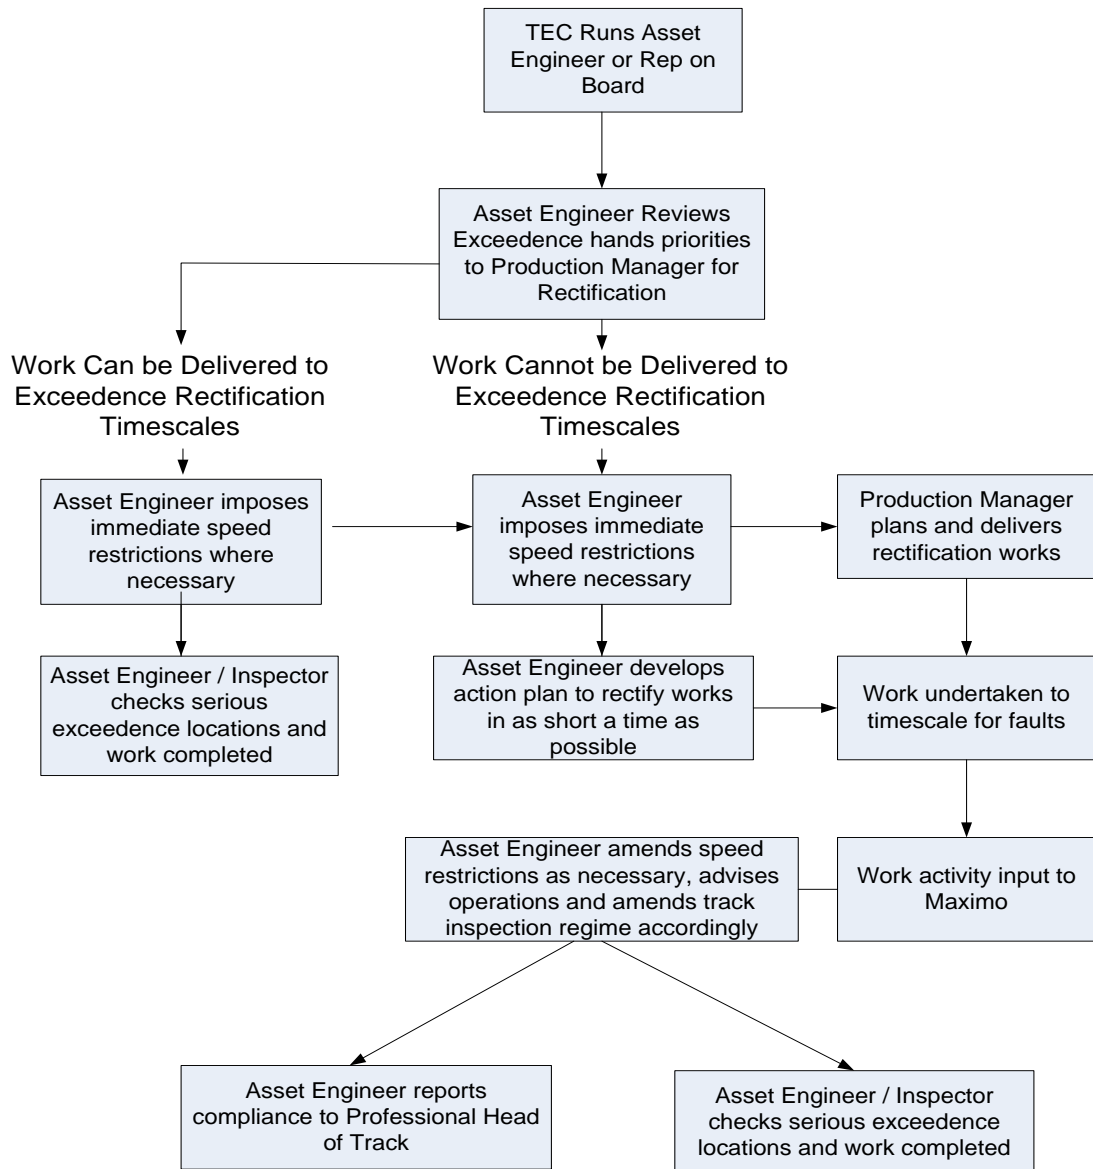 TEC Runs Asset
Engineer or Rep on
Board
Asset Engineer Reviews
Exceedence hands priorities
to Production Manager for
Rectification
Work Can be Delivered to
Exceedence Rectification
Timescales
Work Cannot be Delivered to
Exceedence Rectification
Timescales
Asset Engineer imposes
immediate speed
restrictions where
necessary
Asset Engineer
imposes immediate
speed restrictions
where necessary
Production Manager
plans and delivers
rectification works
Asset Engineer / Inspector
checks serious
exceedence locations and
work completed
Asset Engineer develops
action plan to rectify works
in as short a time as
possible
Work undertaken to
timescale for faults
Asset Engineer amends speed
restrictions as necessary, advises
operations and amends track
inspection regime accordingly
Work activity input to
Maximo
Asset Engineer reports
compliance to Professional Head
of Track
Asset Engineer / Inspector
checks serious exceedence
locations and work completed